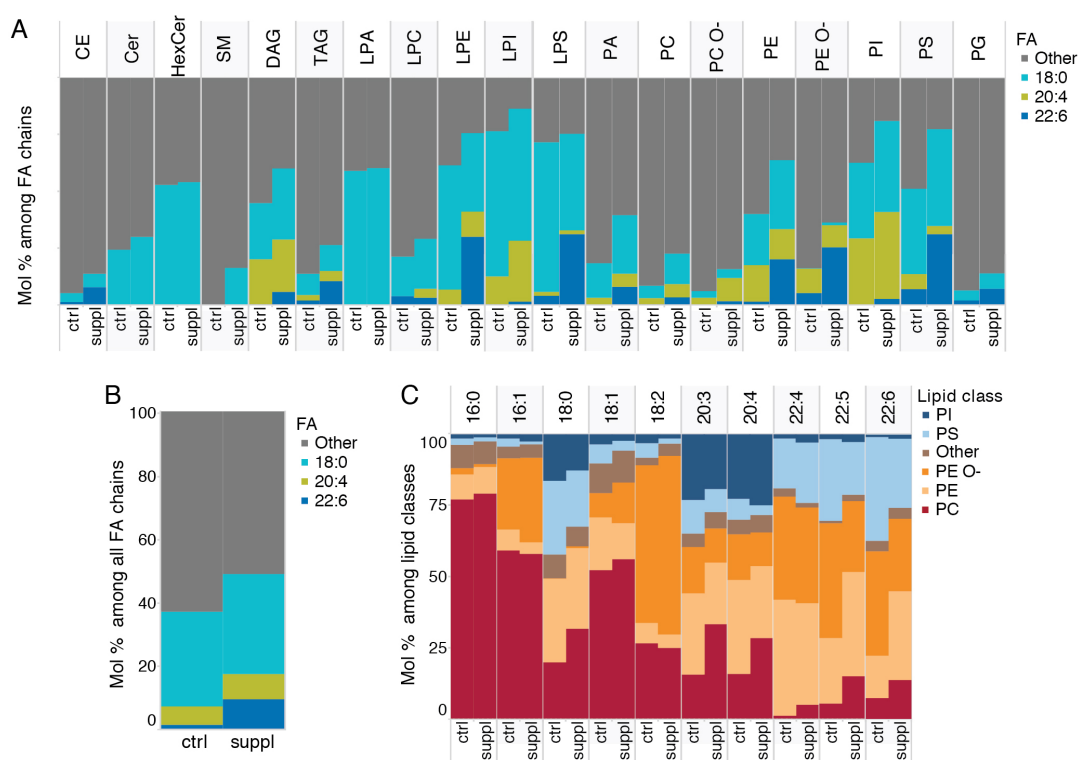 A
CE Cer HexCer SM DAG TAG LPA LPC LPE LPI LPS PA PC PC O- PE PE O- PI PS PG
FA
Other
18:0
20:4
22:6
Mol % among FA chains
ctrl suppl ctrl suppl ctrl suppl ctrl suppl ctrl suppl ctrl suppl ctrl suppl ctrl suppl ctrl suppl ctrl suppl ctrl suppl ctrl suppl ctrl suppl ctrl suppl ctrl suppl ctrl suppl ctrl suppl ctrl suppl ctrl suppl
B
100
80
60
40
20
0
Mol % among all FA chains
ctrl suppl
FA
Other
18:0
20:4
22:6
C
16:0 16:1 18:0 18:1 18:2 20:3 20:4 22:4 22:5 22:6
100
75
50
25
0
Mol % among lipid classes
ctrl suppl ctrl suppl ctrl suppl ctrl suppl ctrl suppl ctrl suppl ctrl suppl ctrl suppl ctrl suppl ctrl suppl
Lipid class
PI
PS
Other
PE O-
PE
PC